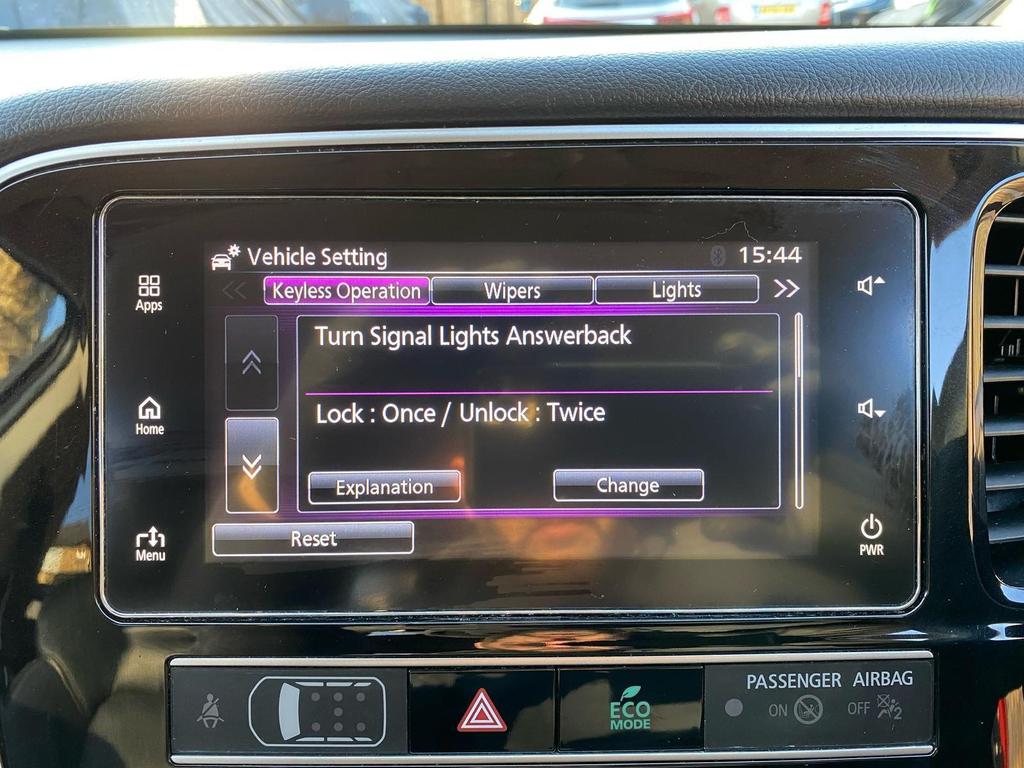 Vehicle Setting
15:44
Keyless Operation
Wipers
Lights
Apps
Turn Signal Lights Answerback
Home
Lock : Once / Unlock : Twice
Explanation
Change
Menu
Reset
PWR
PASSENGER AIRBAG
ON
OFF
2
ECO
MODE